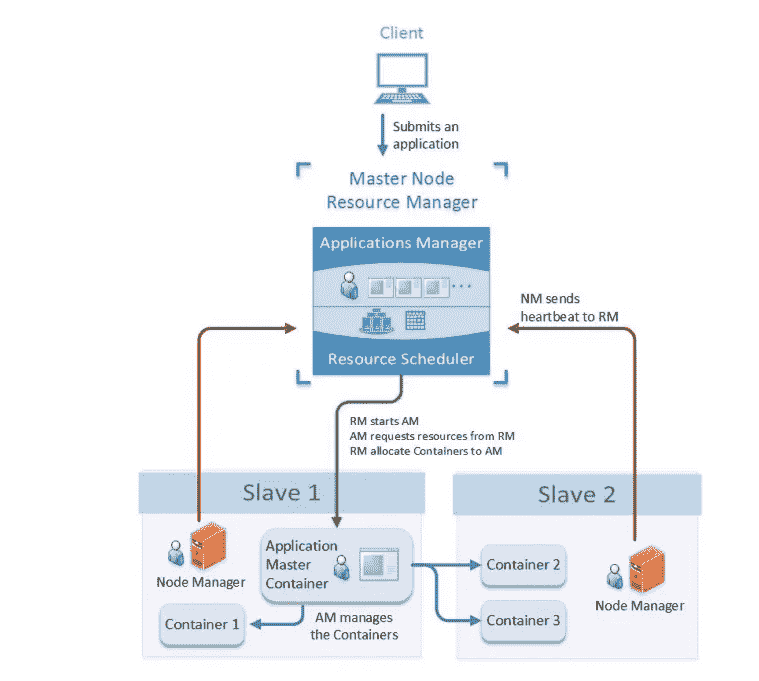 Client
Submits an
application
Master Node
Resource Manager
Applications Manager
Resource Scheduler
NM sends
heartbeat to RM
RM starts AM
AM requests resources from RM
RM allocate Containers to AM
Slave 1
Slave 2
Application
Master
Container
Node Manager
Container 1
AM manages
the Containers
Container 2
Container 3
Node Manager